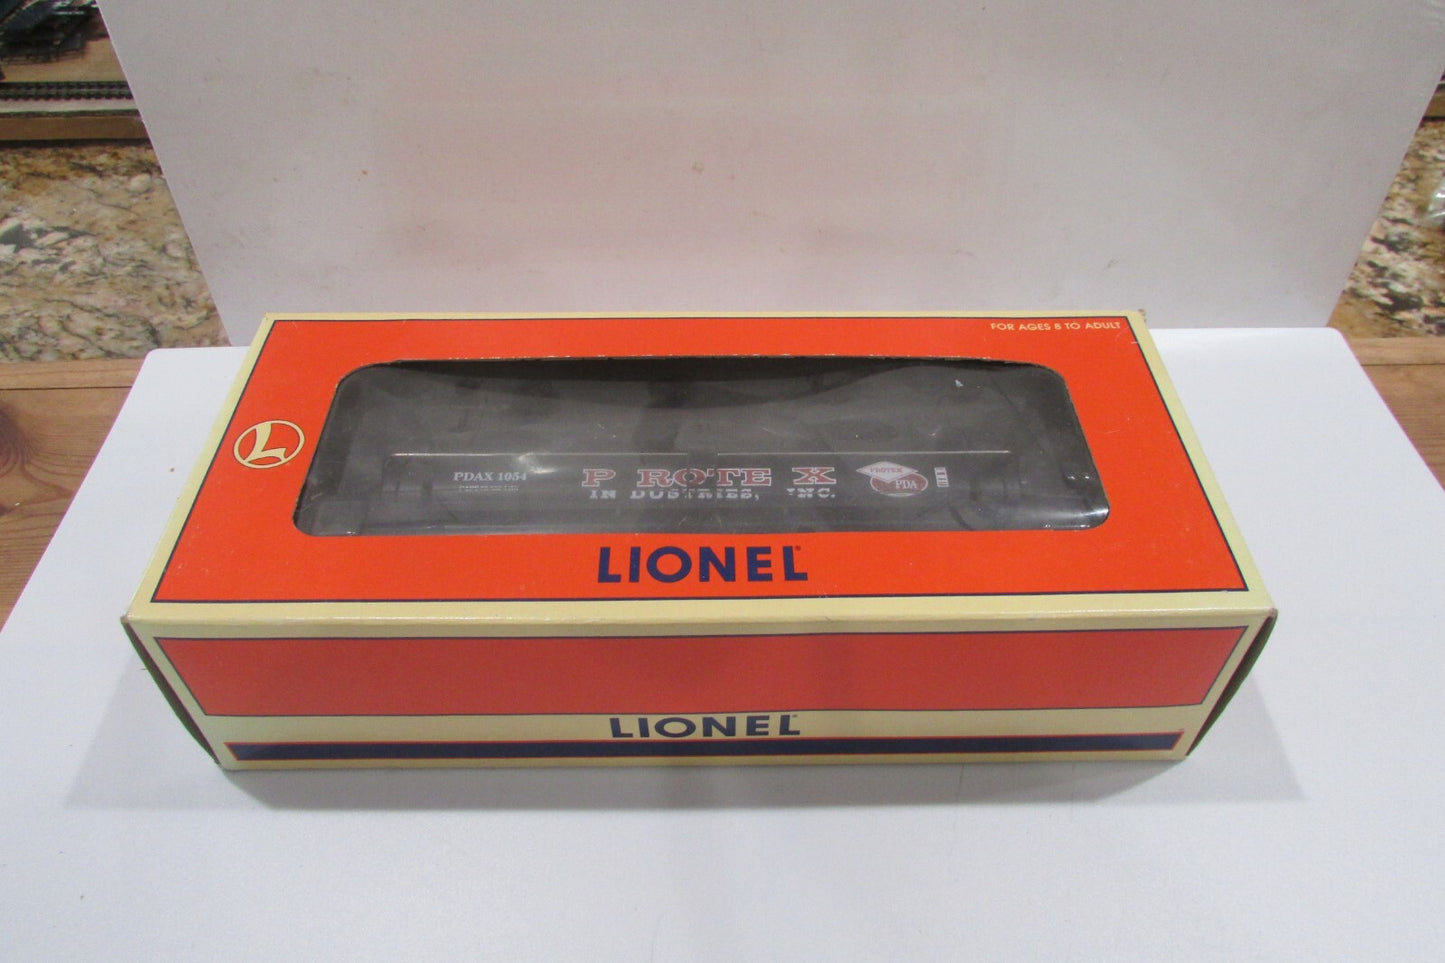 FOR AGES 8 TO ADULT
L
PDAX 1054
P ROTE X
IN DUSTRIES, INC.
PROTEX
PDA
LIONEL
LIONEL